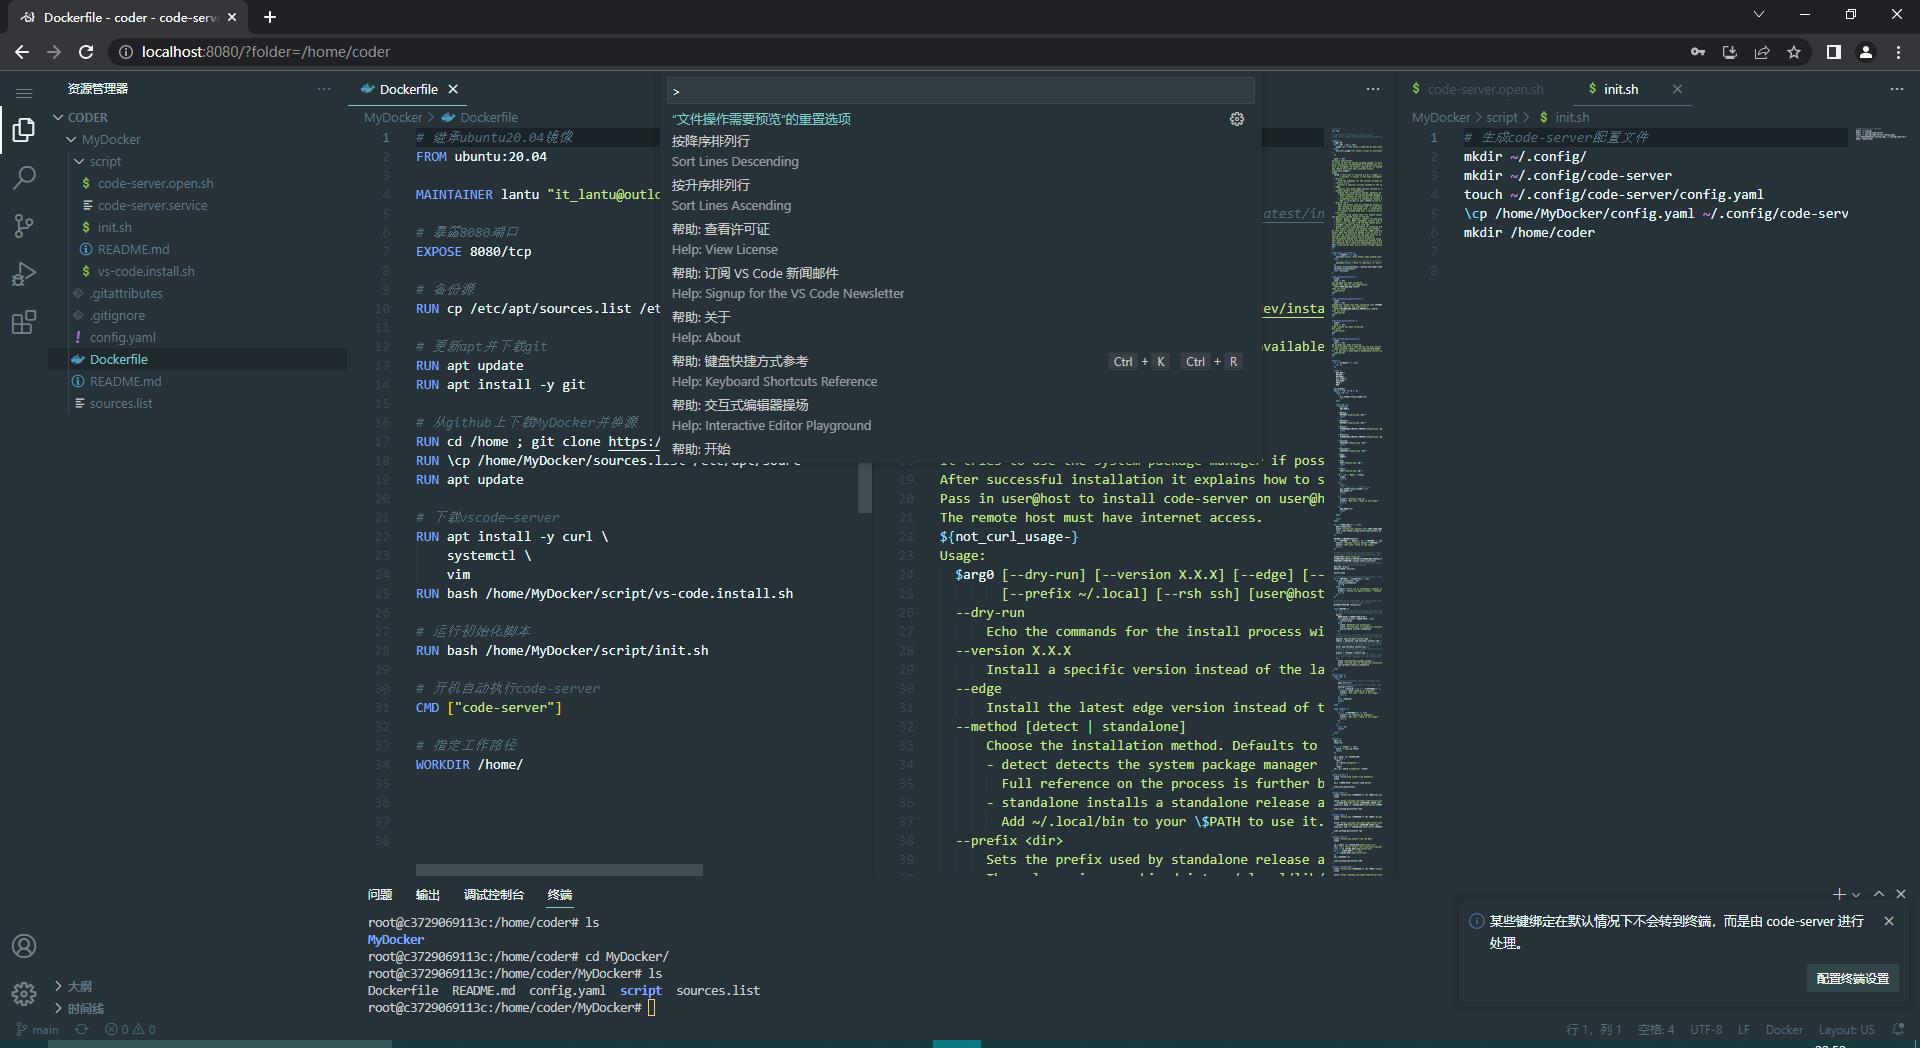 Dockerfile - coder - code-serv
localhost:8080/?folder=/home/coder
资源管理器
CODER
MyDocker
script
code-server.open.sh
code-server.service
init.sh
README.md
vs-code.install.sh
.gitattributes
.gitignore
config.yaml
Dockerfile
README.md
sources.list
大纲
时间线
Dockerfile
MyDocker > Dockerfile
1 # 继承ubuntu20.04镜像
2 FROM ubuntu:20.04
3
4 MAINTAINER lantu "it_lantu@outlo
5
6 # 暴露8080端口
7 EXPOSE 8080/tcp
8
9 # 备份源
10 RUN cp /etc/apt/sources.list /et
11
12 # 更新apt并下载git
13 RUN apt update
14 RUN apt install -y git
15
16 # 从github上下载MyDocker并换源
17 RUN cd /home ; git clone https:/
18 RUN \cp /home/MyDocker/sources.list /etc/apt/sourc
19 RUN apt update
20
21 # 下载vscode-server
22 RUN apt install -y curl \
23 systemctl \
24 vim
25 RUN bash /home/MyDocker/script/vs-code.install.sh
26
27 # 运行初始化脚本
28 RUN bash /home/MyDocker/script/init.sh
29
30 # 开机自动执行code-server
31 CMD ["code-server"]
32
33 # 指定工作路径
34 WORKDIR /home/
35
36
37
38
>
"文件操作需要预览"的重置选项
按降序排列行
Sort Lines Descending
按升序排列行
Sort Lines Ascending
帮助: 查看许可证
Help: View License
帮助: 订阅 VS Code 新闻邮件
Help: Signup for the VS Code Newsletter
帮助: 关于
Help: About
帮助: 键盘快捷方式参考 Ctrl + K Ctrl + R
Help: Keyboard Shortcuts Reference
帮助: 交互式编辑器操场
Help: Interactive Editor Playground
帮助: 开始
atest/in
dev/insta
available
It tries to use the system package manager if poss
19 After successful installation it explains how to s
20 Pass in user@host to install code-server on user@h
21 The remote host must have internet access.
22 ${not_curl_usage-}
23 Usage:
24 $arg0 [--dry-run] [--version X.X.X] [--edge] [--
25 [--prefix ~/.local] [--rsh ssh] [user@host
26 --dry-run
27 Echo the commands for the install process wi
28 --version X.X.X
29 Install a specific version instead of the la
30 --edge
31 Install the latest edge version instead of t
32 --method [detect | standalone]
33 Choose the installation method. Defaults to
34 - detect detects the system package manager
35 Full reference on the process is further b
36 - standalone installs a standalone release a
37 Add ~/.local/bin to your \$PATH to use it.
38 --prefix <dir>
39 Sets the prefix used by standalone release a
code-server.open.sh
init.sh
MyDocker > script > init.sh
1 # 生成code-server配置文件
2 mkdir ~/.config/
3 mkdir ~/.config/code-server
4 touch ~/.config/code-server/config.yaml
5 \cp /home/MyDocker/config.yaml ~/.config/code-serv
6 mkdir /home/coder
7
8
问题 输出 调试控制台 终端
root@c3729069113c:/home/coder# ls
MyDocker
root@c3729069113c:/home/coder# cd MyDocker/
root@c3729069113c:/home/coder/MyDocker# ls
Dockerfile README.md config.yaml script sources.list
root@c3729069113c:/home/coder/MyDocker#
某些键绑定在默认情况下不会转到终端，而是由 code-server 进行
处理。
配置终端设置
main 0 0
行 1，列 1 空格: 4 UTF-8 LF Docker Layout: US